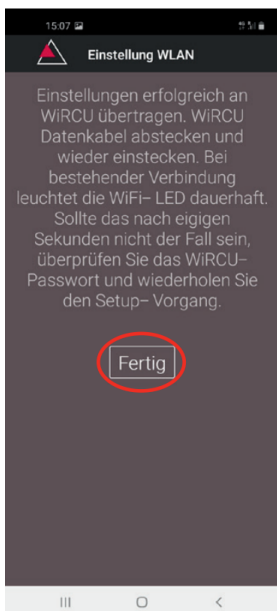 15:07
Einstellung WLAN
Einstellungen erfolgreich an
WiRCU übertragen. WiRCU
Datenkabel abstecken und
wieder einstecken. Bei
bestehender Verbindung
leuchtet die WiFi– LED dauerhaft.
Sollte das nach eigigen
Sekunden nicht der Fall sein,
überprüfen Sie das WiRCU–
Passwort und wiederholen Sie
den Setup– Vorgang.
Fertig